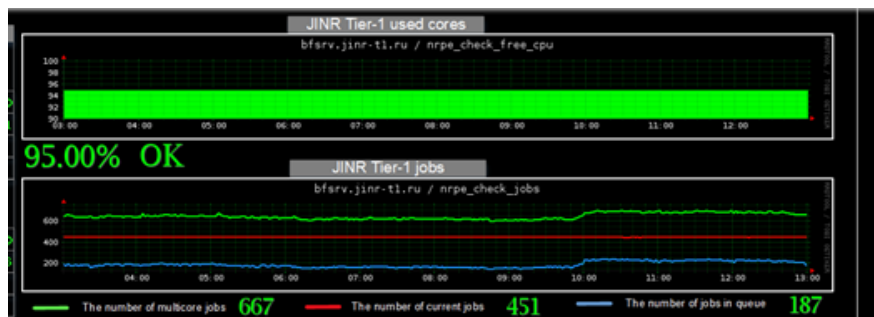 JINR Tier-1 used cores
bfsrv.jinr-t1.ru / nrpe_check_free_cpu
100
98
96
94
92
90
03:00 04:00 05:00 06:00 07:00 08:00 09:00 10:00 11:00 12:00
95.00% OK
JINR Tier-1 jobs
bfsrv.jinr-t1.ru / nrpe_check_jobs
600
400
200
04:00 05:00 06:00 07:00 08:00 09:00 10:00 11:00 12:00 13:00
The number of multicore jobs 667 The number of current jobs 451 The number of jobs in queue 187